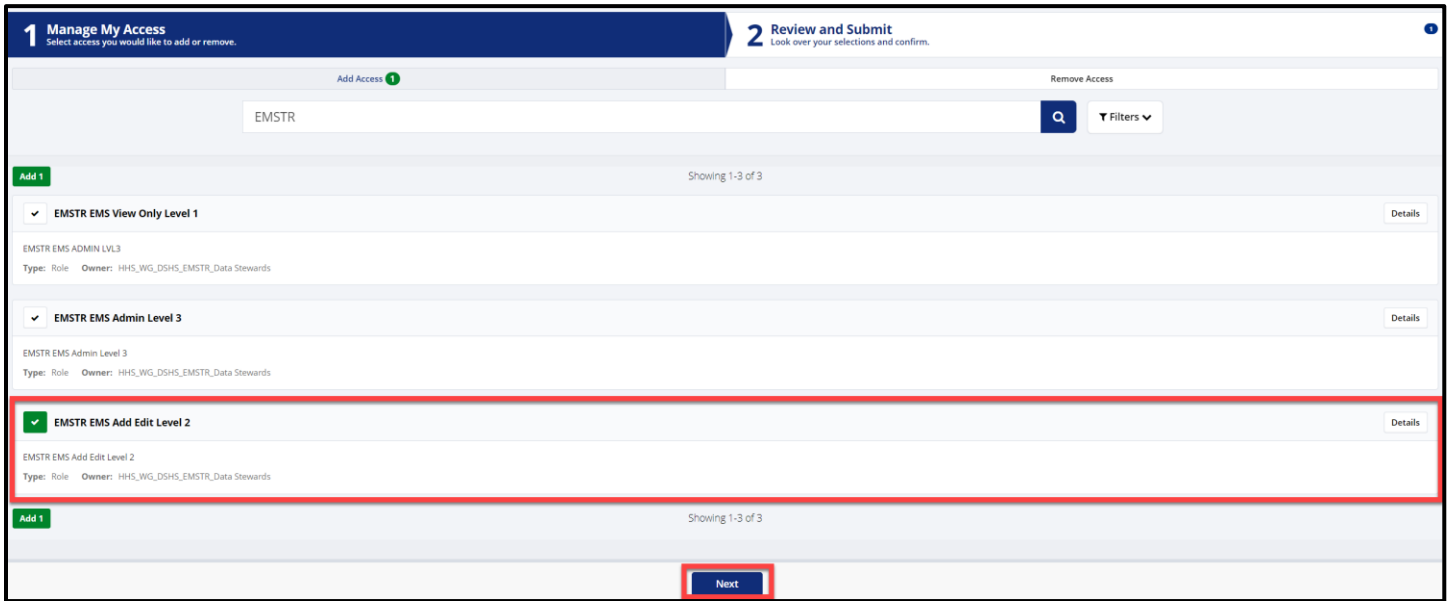 1 Manage My Access
Select access you would like to add or remove.
2 Review and Submit
Look over your selections and confirm.
1
Add Access 1
Remove Access
EMSTR
Filters
Add 1
Showing 1-3 of 3
EMSTR EMS View Only Level 1
Details
EMSTR EMS ADMIN LVL3
Type: Role Owner: HHS_WG_DSHS_EMSTR_Data Stewards
EMSTR EMS Admin Level 3
Details
EMSTR EMS Admin Level 3
Type: Role Owner: HHS_WG_DSHS_EMSTR_Data Stewards
EMSTR EMS Add Edit Level 2
Details
EMSTR EMS Add Edit Level 2
Type: Role Owner: HHS_WG_DSHS_EMSTR_Data Stewards
Add 1
Showing 1-3 of 3
Next